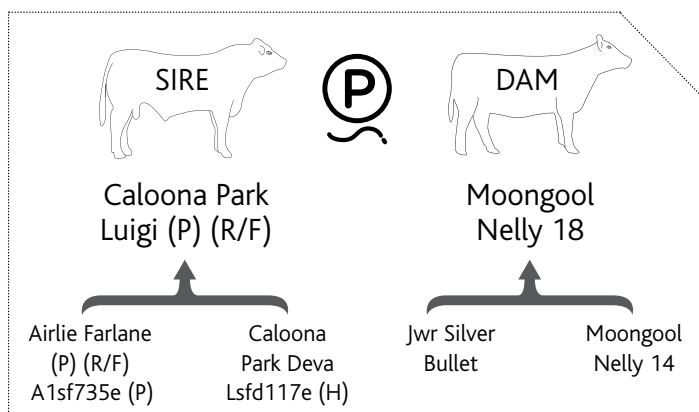 SIRE
P
DAM
Caloona Park
Luigi (P) (R/F)
Moongool
Nelly 18
Airlie Farlane
(P) (R/F)
A1sf735e (P)
Caloona
Park Deva
Lsfd117e (H)
Jwr Silver
Bullet
Moongool
Nelly 14